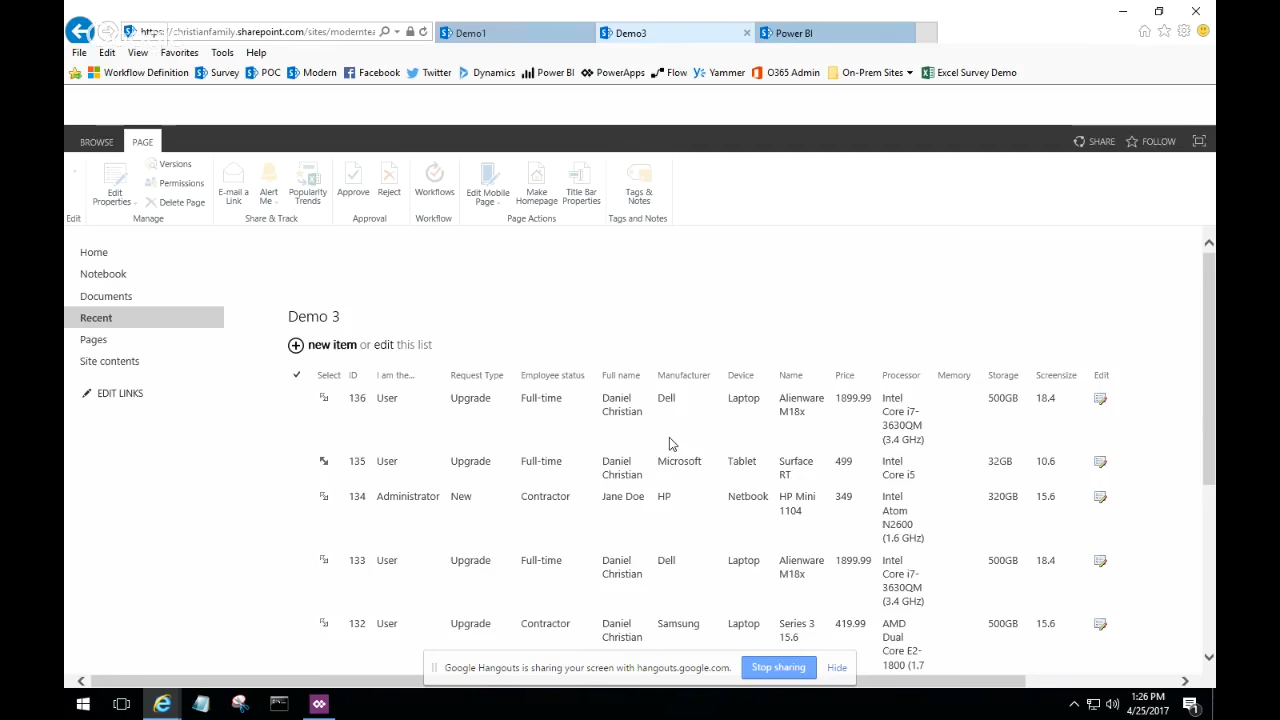 https://christianfamily.sharepoint.com/sites/moderntea
Demo1
Demo3
Power BI
File Edit View Favorites Tools Help
Workflow Definition Survey POC Modern Facebook Twitter Dynamics Power BI PowerApps Flow Yammer O365 Admin On-Prem Sites Excel Survey Demo
BROWSE PAGE SHARE FOLLOW
Edit Properties
Versions
Permissions
Delete Page
E-mail a Link
Alert Me
Popularity Trends
Approve
Reject
Workflows
Edit Mobile Page
Make Homepage
Title Bar Properties
Tags & Notes
Edit Manage Share & Track Approval Workflow Page Actions Tags and Notes
Home
Notebook
Documents
Recent
Pages
Site contents
EDIT LINKS
Demo 3
new item or edit this list
Select ID I am the... Request Type Employee status Full name Manufacturer Device Name Price Processor Memory Storage Screensize Edit
136 User Upgrade Full-time Daniel Dell Laptop Alienware 1899.99 Intel 500GB 18.4
Christian M18x Core i7-
3630QM
(3.4 GHz)
135 User Upgrade Full-time Daniel Microsoft Tablet Surface 499 Intel 32GB 10.6
Christian RT Core i5
134 Administrator New Contractor Jane Doe HP Netbook HP Mini 349 Intel 320GB 15.6
1104 Atom
N2600
(1.6 GHz)
133 User Upgrade Full-time Daniel Dell Laptop Alienware 1899.99 Intel 500GB 18.4
Christian M18x Core i7-
3630QM
(3.4 GHz)
132 User Upgrade Contractor Daniel Samsung Laptop Series 3 419.99 AMD 500GB 15.6
Christian 15.6 Dual
Core E2-
1800 (1.7
Google Hangouts is sharing your screen with hangouts.google.com. Stop sharing Hide
1:26 PM
4/25/2017
1